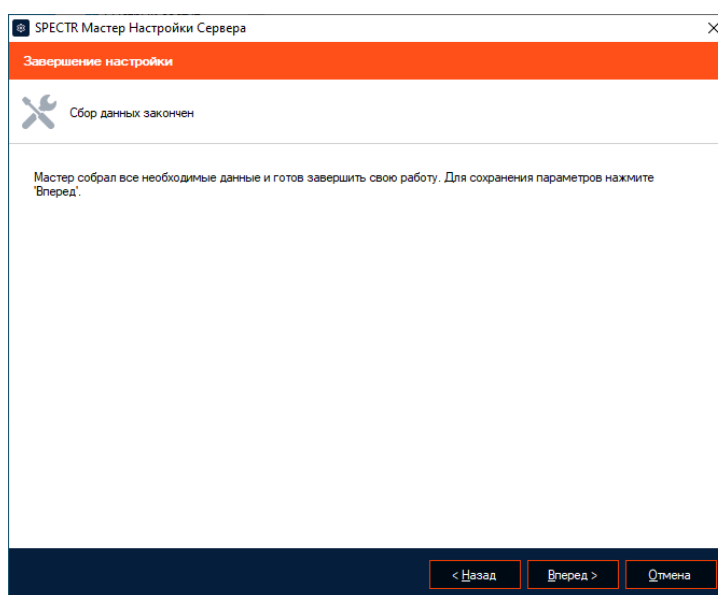 SPECTR Мастер Настройки Сервера
Завершение настройки
Сбор данных закончен
Мастер собрал все необходимые данные и готов завершить свою работу. Для сохранения параметров нажмите
'Вперед'.
< Назад
Вперед >
Отмена